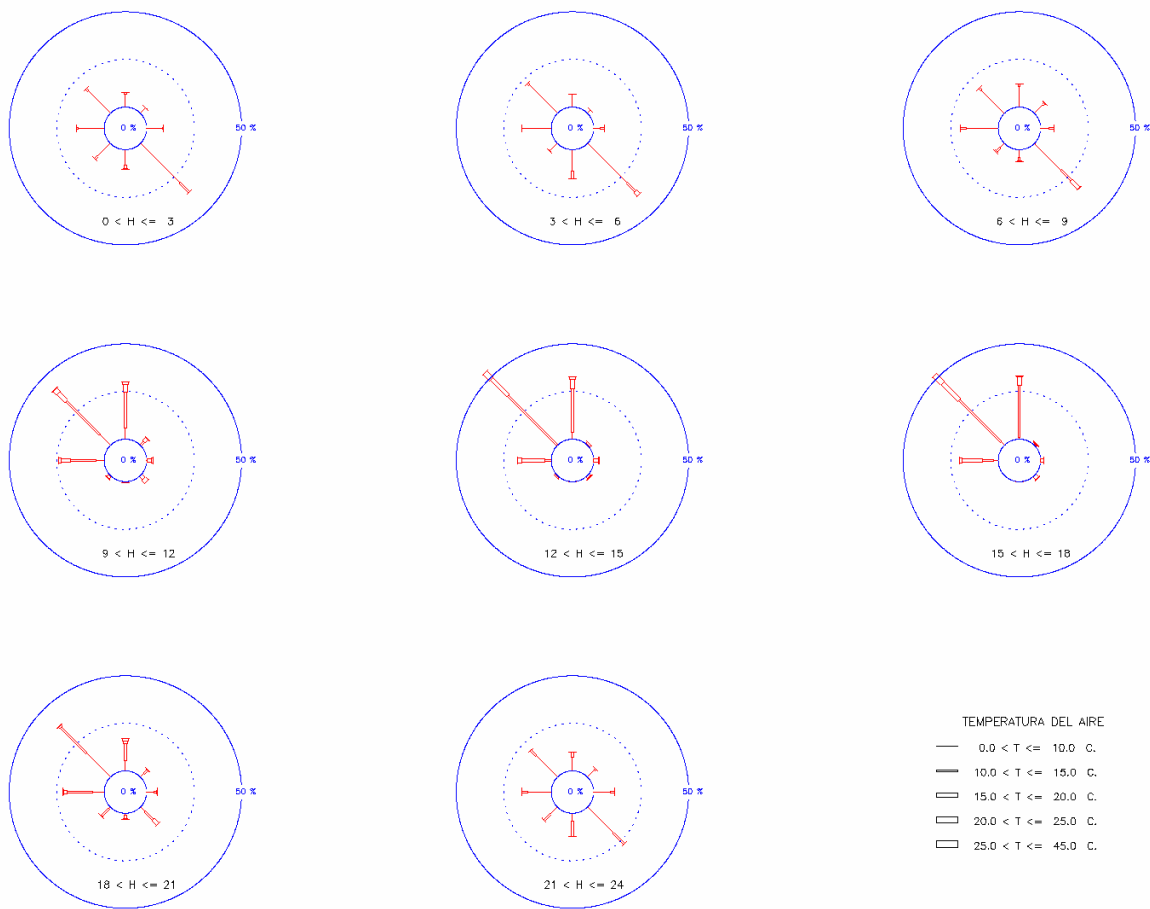 0 % 50 %
0 < H <= 3
0 % 50 %
3 < H <= 6
0 % 50 %
6 < H <= 9
0 % 50 %
9 < H <= 12
0 % 50 %
12 < H <= 15
0 % 50 %
15 < H <= 18
0 % 50 %
18 < H <= 21
0 % 50 %
21 < H <= 24
TEMPERATURA DEL AIRE
0.0 < T <= 10.0 C.
10.0 < T <= 15.0 C.
15.0 < T <= 20.0 C.
20.0 < T <= 25.0 C.
25.0 < T <= 45.0 C.